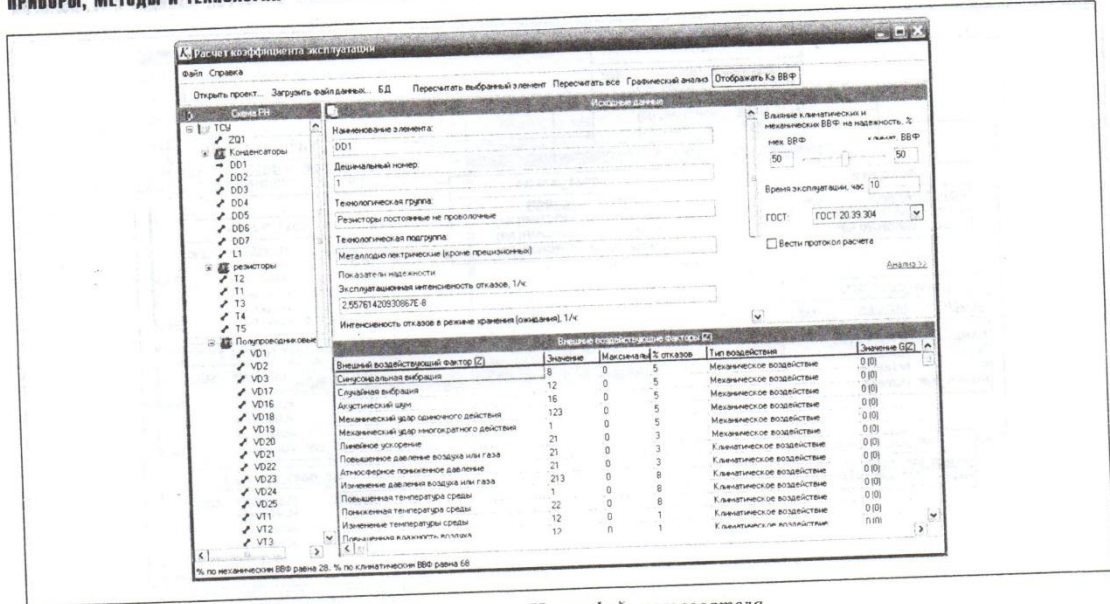 ПРИБОРЫ, МЕТОДЫ И
Расчет коэффициента эксплуатации
Файл Справка
Открыть проект... Загрузить файл данных... БД Пересчитать выбранный элемент Пересчитать все Графический анализ Отображать Кэ ВВФ
Схема РН
ТСУ
ZQ1
Конденсаторы
DD1
DD2
DD3
DD4
DD5
DD6
DD7
L1
резисторы
T2
T1
T3
T4
T5
Полупроводниковые
VD1
VD2
VD3
VD17
VD16
VD18
VD19
VD20
VD21
VD22
VD23
VD24
VD25
VT1
VT2
VT3
Исходные данные
Наименование элемента:
DD1
Децимальный номер:
1
Технологическая группа:
Резисторы постоянные не проволочные
Технологическая подгруппа:
Металлодиэлектрические (кроме прецизионных)
Показатели надежности
Эксплуатационная интенсивность отказов, 1/ч:
2.55761420930867E-8
Интенсивность отказов в режиме хранения (ожидания), 1/ч:
Влияние климатических и
механических ВВФ на надежность, %
мех. ВВФ климат. ВВФ
50 50
Время эксплуатации, час 10
ГОСТ: ГОСТ 20.39.304
Вести протокол расчета
Анализ >>
Внешние воздействующие факторы [Z]
Внешний воздействующий фактор [Z] Значение Максимальн % отказов Тип воздействия Значение G[Z]
Синусоидальная вибрация 8 0 5 Механическое воздействие 0 (0)
Случайная вибрация 12 0 5 Механическое воздействие 0 (0)
Акустический шум 16 0 5 Механическое воздействие 0 (0)
Механический удар одиночного действия 123 0 5 Механическое воздействие 0 (0)
Механический удар многократного действия 1 0 5 Механическое воздействие 0 (0)
Линейное ускорение 21 0 3 Механическое воздействие 0 (0)
Повышенное давление воздуха или газа 21 0 3 Климатическое воздействие 0 (0)
Атмосферное пониженное давление 21 0 3 Климатическое воздействие 0 (0)
Изменение давления воздуха или газа 213 0 8 Климатическое воздействие 0 (0)
Повышенная температура среды 1 0 8 Климатическое воздействие 0 (0)
Пониженная температура среды 22 0 8 Климатическое воздействие 0 (0)
Изменение температуры среды 12 0 1 Климатическое воздействие 0 (0)
Повышенная влажность воздуха 12 0 1 Климатическое воздействие 0 (0)
% по механическим ВВФ равна 28. % по климатическим ВВФ равна 68